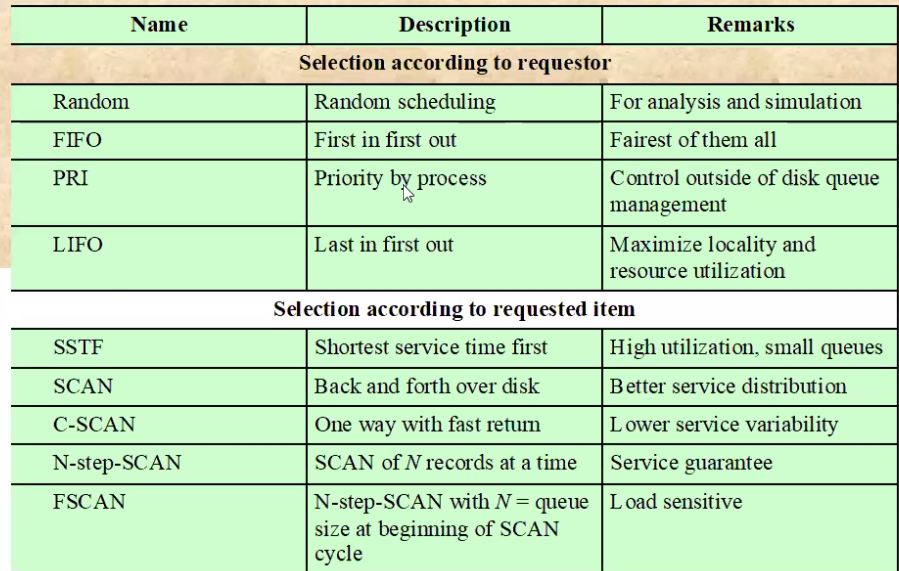 Name Description Remarks
Selection according to requestor
Random Random scheduling For analysis and simulation
FIFO First in first out Fairest of them all
PRI Priority by process Control outside of disk queue
management
LIFO Last in first out Maximize locality and
resource utilization
Selection according to requested item
SSTF Shortest service time first High utilization, small queues
SCAN Back and forth over disk Better service distribution
C-SCAN One way with fast return Lower service variability
N-step-SCAN SCAN of N records at a time Service guarantee
FSCAN N-step-SCAN with N = queue Load sensitive
size at beginning of SCAN
cycle